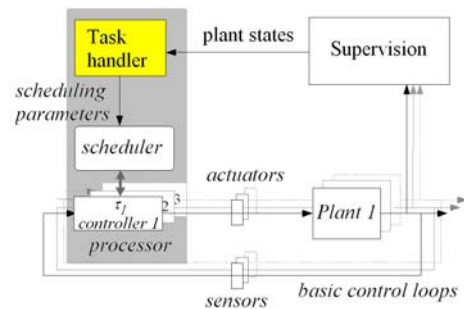 Task
handler
plant states
Supervision
scheduling
parameters
scheduler
actuators
τ1
2 3
controller 1
Plant 1
processor
sensors
basic control loops